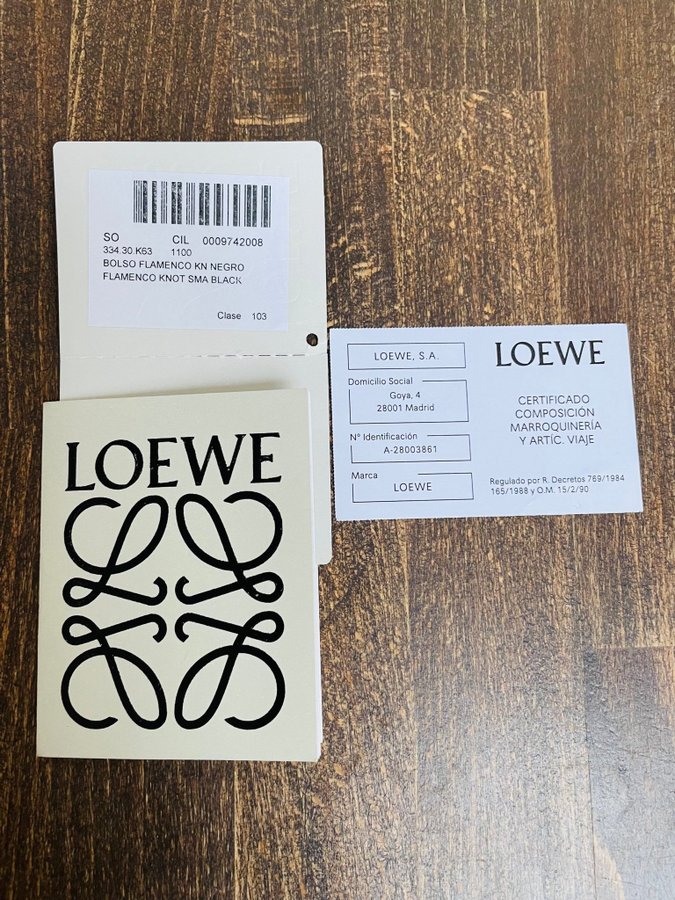 SO CIL 0009742008
334.30.K63 1100
BOLSO FLAMENCO KN NEGRO
FLAMENCO KNOT SMA BLACK
Clase 103
LOEWE
LOEWE, S.A.
Domicilio Social
Goya, 4
28001 Madrid
Nº Identificación
A-28003861
Marca
LOEWE
LOEWE
CERTIFICADO
COMPOSICIÓN
MARROQUINERÍA
Y ARTÍC. VIAJE
Regulado por R. Decretos 769/1984
165/1988 y O.M. 15/2/90